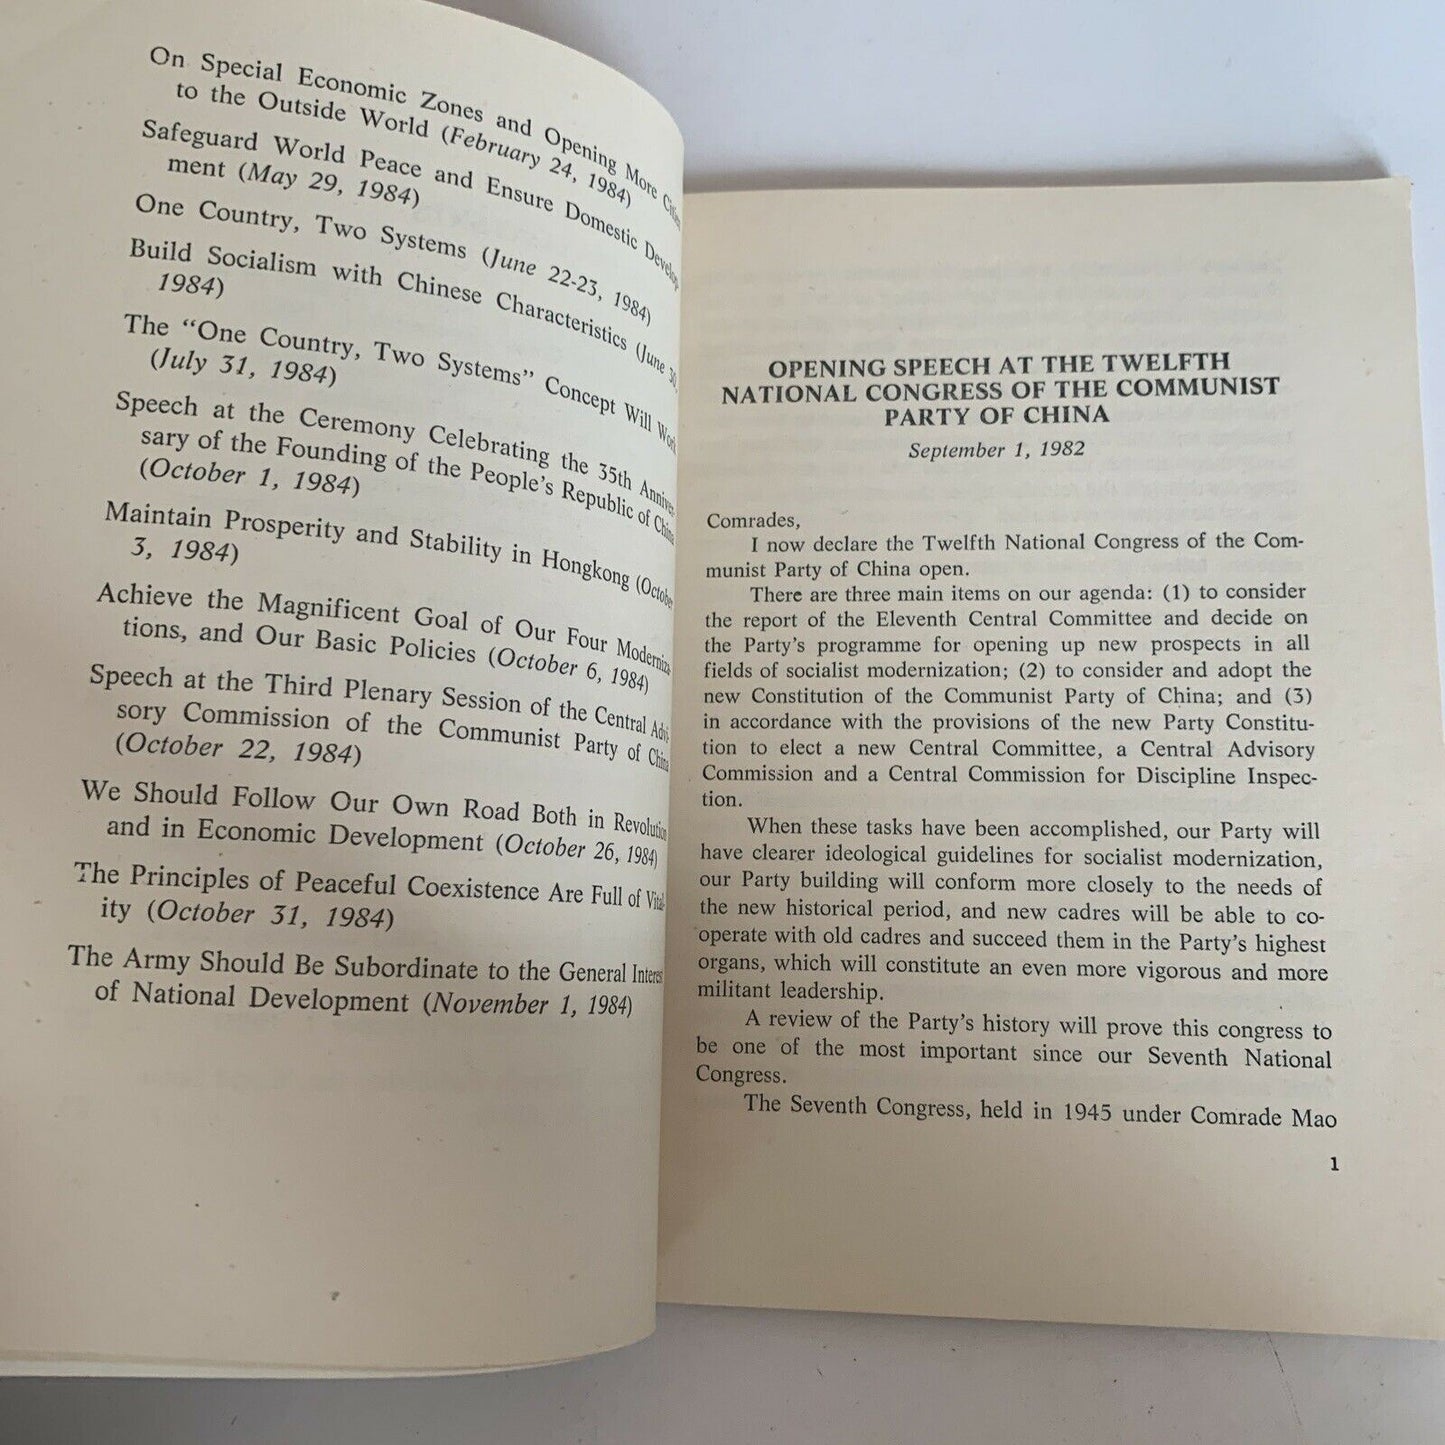 On Special Economic Zones and Opening More Cities
to the Outside World (February 24, 1984)
Safeguard World Peace and Ensure Domestic Develop-
ment (May 29, 1984)
One Country, Two Systems (June 22-23, 1984)
Build Socialism with Chinese Characteristics (June 30,
1984)
The “One Country, Two Systems” Concept Will Work
(July 31, 1984)
Speech at the Ceremony Celebrating the 35th Anniver-
sary of the Founding of the People’s Republic of China
(October 1, 1984)
Maintain Prosperity and Stability in Hongkong (October
3, 1984)
Achieve the Magnificent Goal of Our Four Moderniza-
tions, and Our Basic Policies (October 6, 1984)
Speech at the Third Plenary Session of the Central Advi-
sory Commission of the Communist Party of China
(October 22, 1984)
We Should Follow Our Own Road Both in Revolution
and in Economic Development (October 26, 1984)
The Principles of Peaceful Coexistence Are Full of Vital-
ity (October 31, 1984)
The Army Should Be Subordinate to the General Interest
of National Development (November 1, 1984)
OPENING SPEECH AT THE TWELFTH
NATIONAL CONGRESS OF THE COMMUNIST
PARTY OF CHINA
September 1, 1982
Comrades,
I now declare the Twelfth National Congress of the Com-
munist Party of China open.
There are three main items on our agenda: (1) to consider
the report of the Eleventh Central Committee and decide on
the Party’s programme for opening up new prospects in all
fields of socialist modernization; (2) to consider and adopt the
new Constitution of the Communist Party of China; and (3)
in accordance with the provisions of the new Party Constitu-
tion to elect a new Central Committee, a Central Advisory
Commission and a Central Commission for Discipline Inspec-
tion.
When these tasks have been accomplished, our Party will
have clearer ideological guidelines for socialist modernization,
our Party building will conform more closely to the needs of
the new historical period, and new cadres will be able to co-
operate with old cadres and succeed them in the Party’s highest
organs, which will constitute an even more vigorous and more
militant leadership.
A review of the Party’s history will prove this congress to
be one of the most important since our Seventh National
Congress.
The Seventh Congress, held in 1945 under Comrade Mao
1